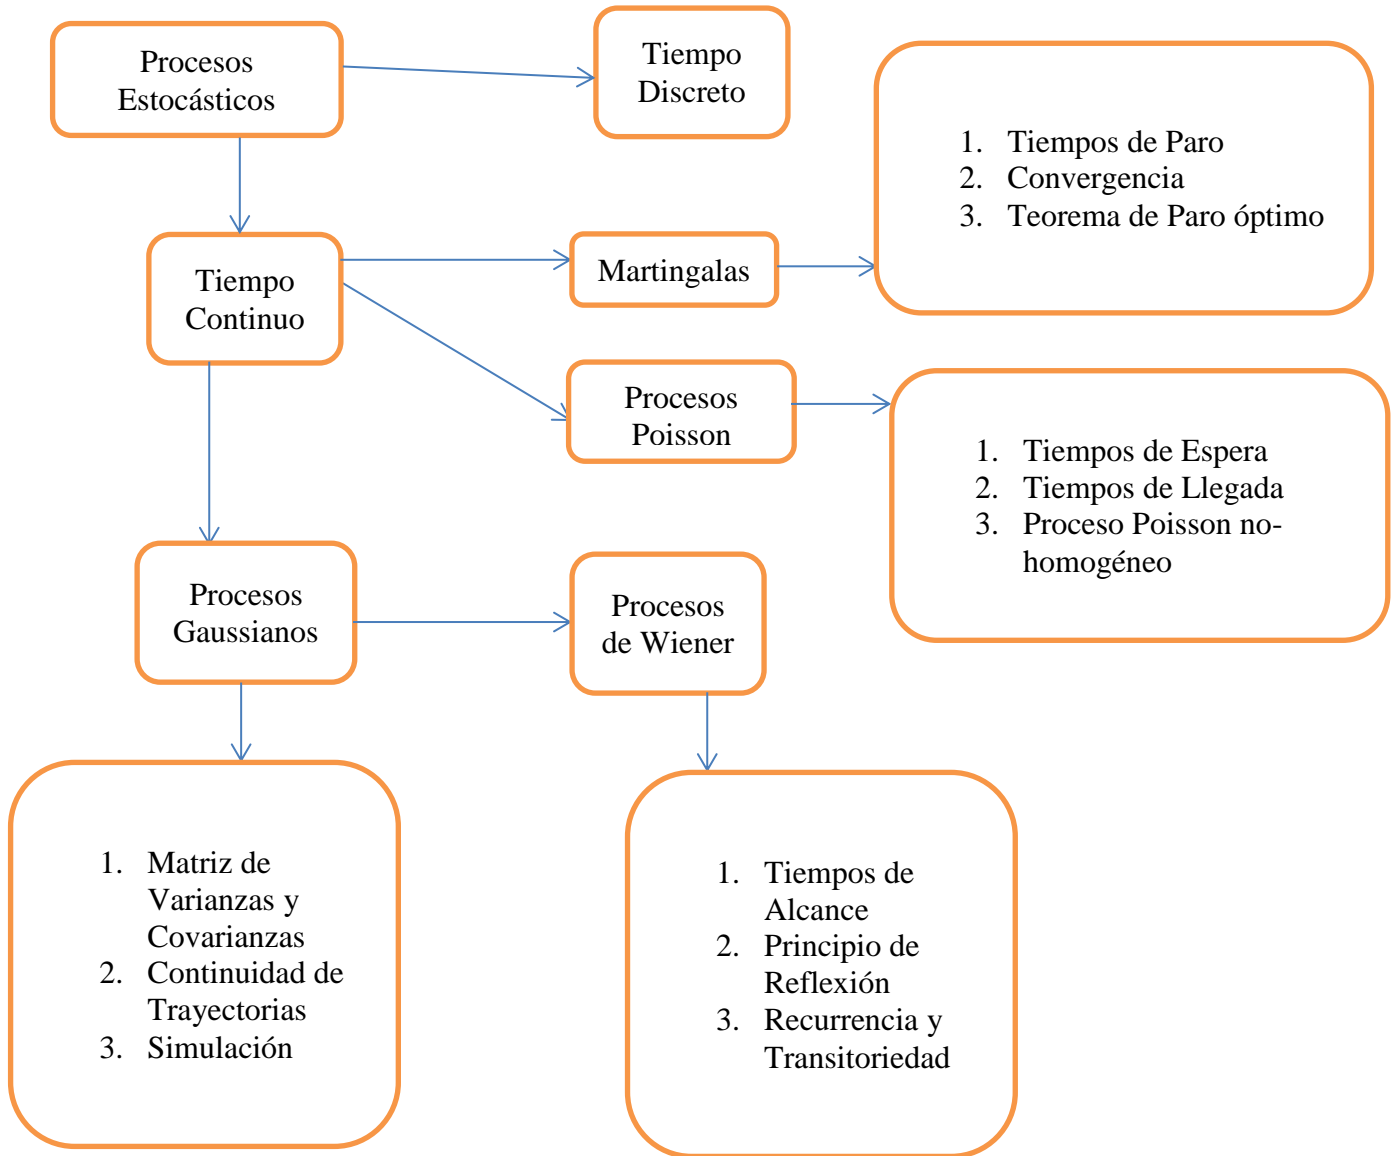 Procesos
Estocásticos
Tiempo
Discreto
1. Tiempos de Paro
2. Convergencia
3. Teorema de Paro óptimo
Tiempo
Continuo
Martingalas
Procesos
Poisson
1. Tiempos de Espera
2. Tiempos de Llegada
3. Proceso Poisson no-
homogéneo
Procesos
Gaussianos
Procesos
de Wiener
1. Matriz de
Varianzas y
Covarianzas
2. Continuidad de
Trayectorias
3. Simulación
1. Tiempos de
Alcance
2. Principio de
Reflexión
3. Recurrencia y
Transitoriedad